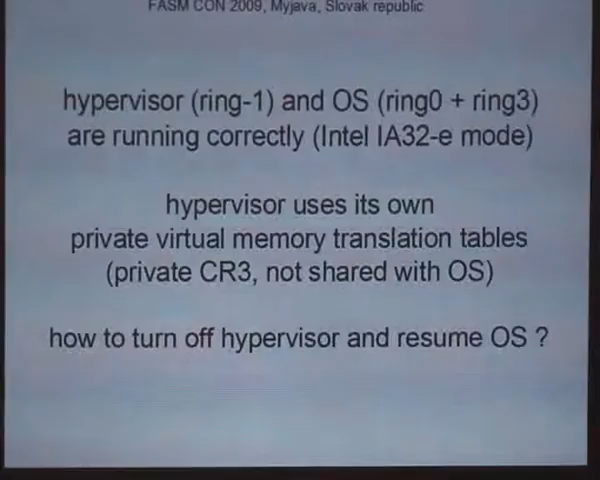 FASM CON 2009, Myjava, Slovak republic
hypervisor (ring-1) and OS (ring0 + ring3)
are running correctly (Intel IA32-e mode)
hypervisor uses its own
private virtual memory translation tables
(private CR3, not shared with OS)
how to turn off hypervisor and resume OS ?